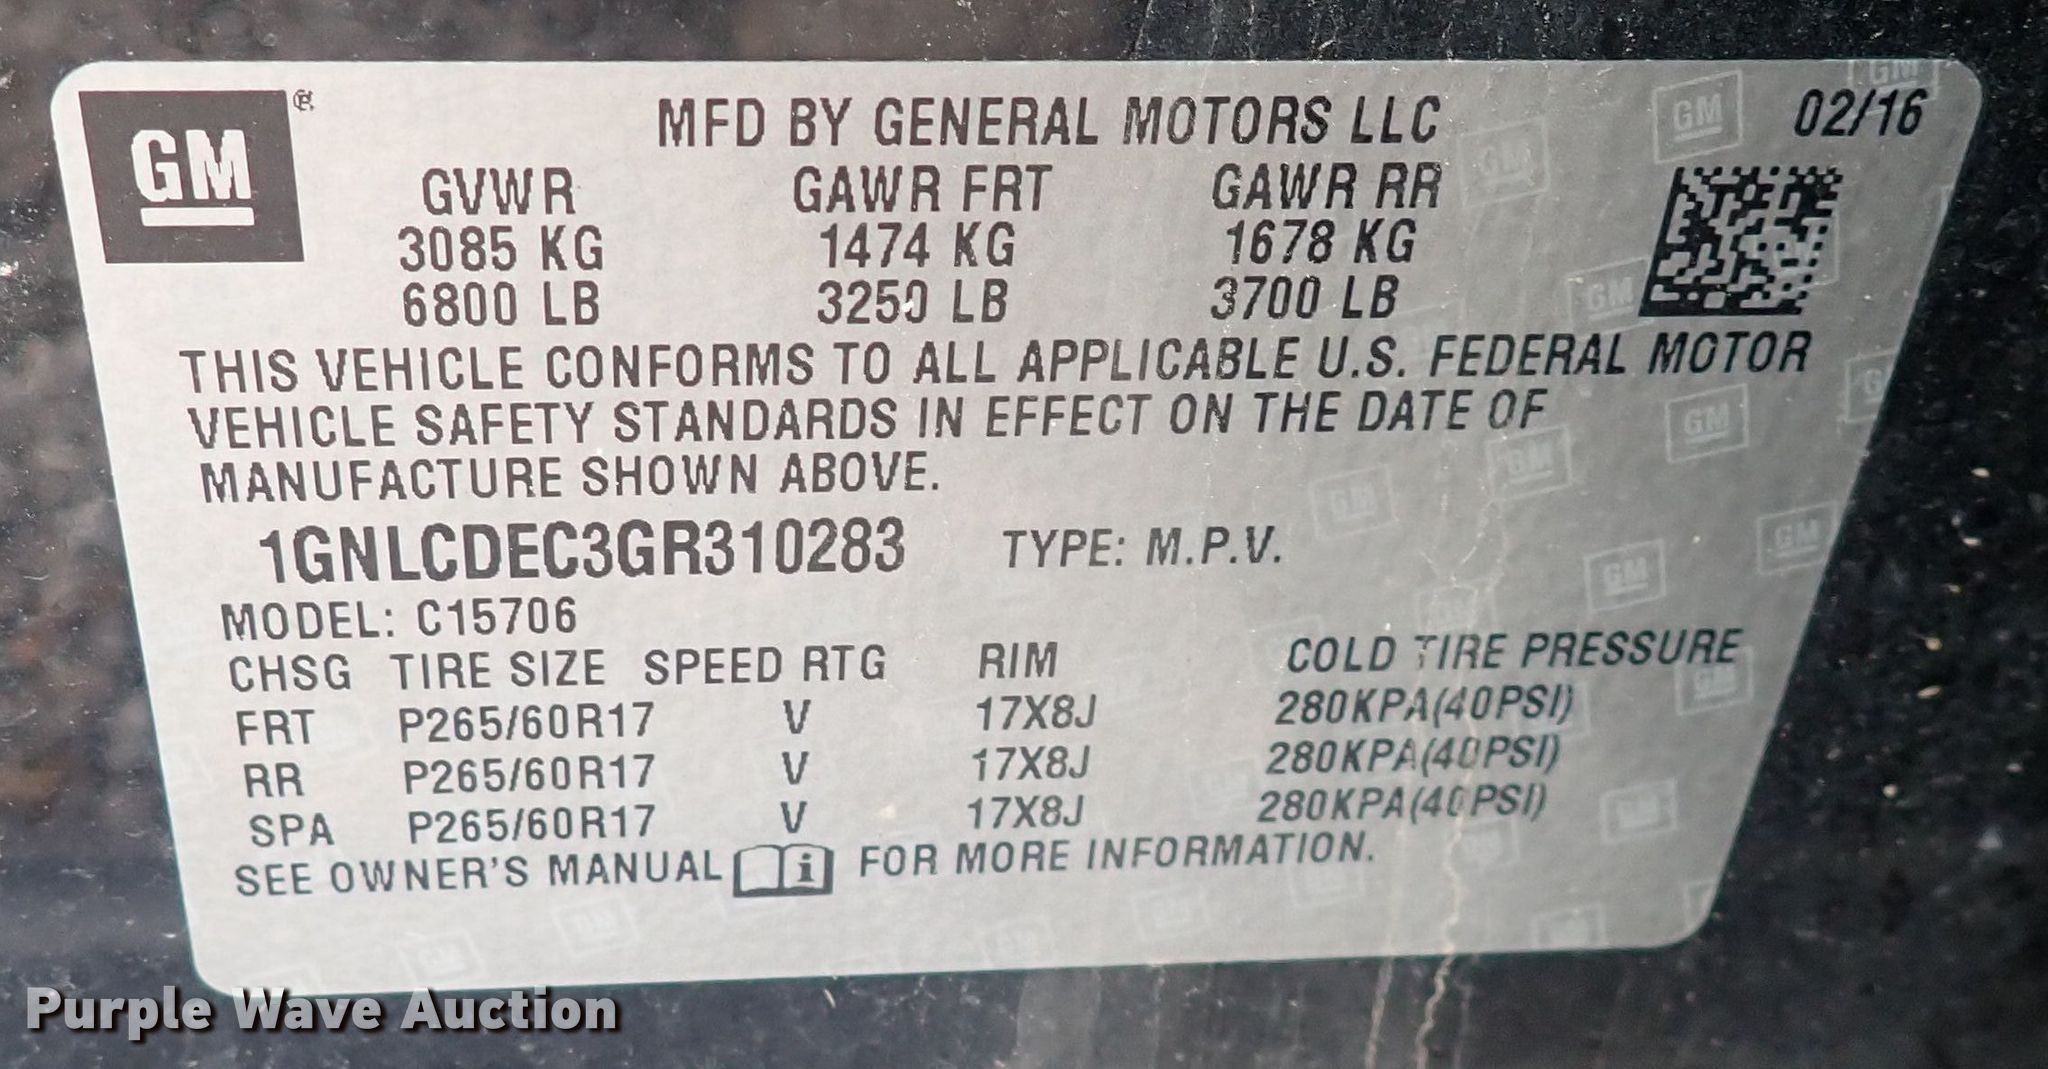 GM ®
MFD BY GENERAL MOTORS LLC 02/16
GVWR GAWR FRT GAWR RR
3085 KG 1474 KG 1678 KG
6800 LB 3250 LB 3700 LB
THIS VEHICLE CONFORMS TO ALL APPLICABLE U.S. FEDERAL MOTOR
VEHICLE SAFETY STANDARDS IN EFFECT ON THE DATE OF
MANUFACTURE SHOWN ABOVE.
1GNLCDEC3GR310283 TYPE: M.P.V.
MODEL: C15706
CHSG TIRE SIZE SPEED RTG RIM COLD TIRE PRESSURE
FRT P265/60R17 V 17X8J 280KPA(40PSI)
RR P265/60R17 V 17X8J 280KPA(40PSI)
SPA P265/60R17 V 17X8J 280KPA(40PSI)
SEE OWNER'S MANUAL i FOR MORE INFORMATION.
Purple Wave Auction